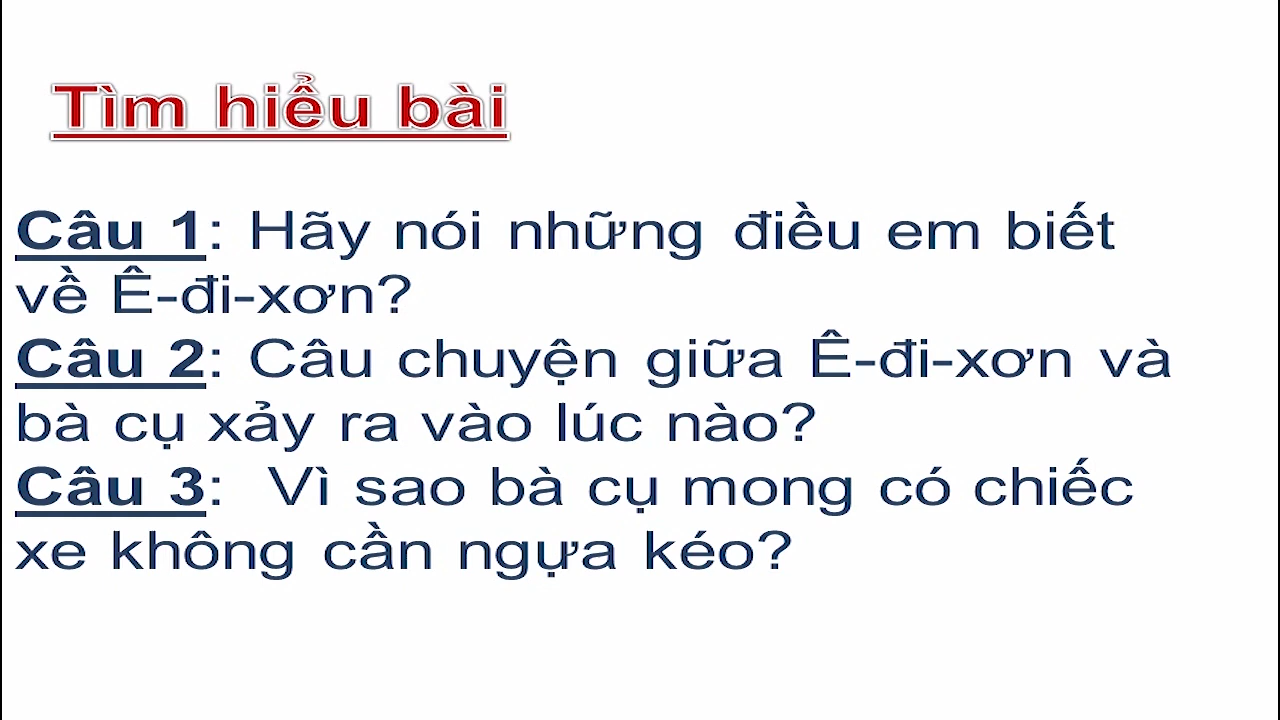 Tìm hiểu bài
Câu 1: Hãy nói những điều em biết
về Ê-đi-xơn?
Câu 2: Câu chuyện giữa Ê-đi-xơn và
bà cụ xảy ra vào lúc nào?
Câu 3: Vì sao bà cụ mong có chiếc
xe không cần ngựa kéo?